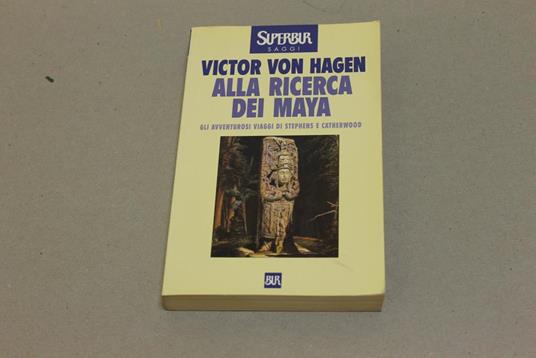 SUPERBUR
SAGGI
VICTOR VON HAGEN
ALLA RICERCA
DEI MAYA
GLI AVVENTUROSI VIAGGI DI STEPHENS E CATHERWOOD
BUR